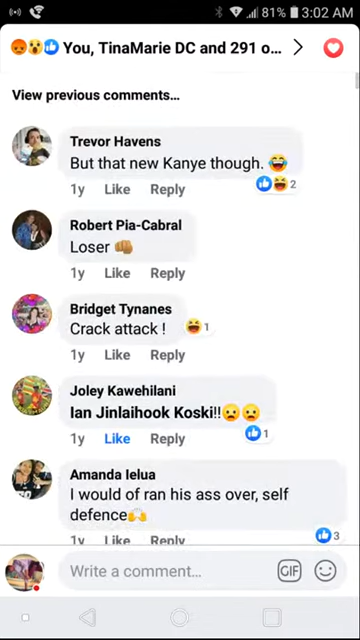 81% 3:02 AM
You, TinaMarie DC and 291 o...
View previous comments...
Trevor Havens
But that new Kanye though. 😂
1y Like Reply 2
Robert Pia-Cabral
Loser 👊🏽
1y Like Reply
Bridget Tynanes
Crack attack ! 1
1y Like Reply
Joley Kawehilani
Ian Jinlaihook Koski!!😦😦
1y Like Reply 1
Amanda Ielua
I would of ran his ass over, self
defence🙌
1y Like Reply 3
Write a comment...
GIF